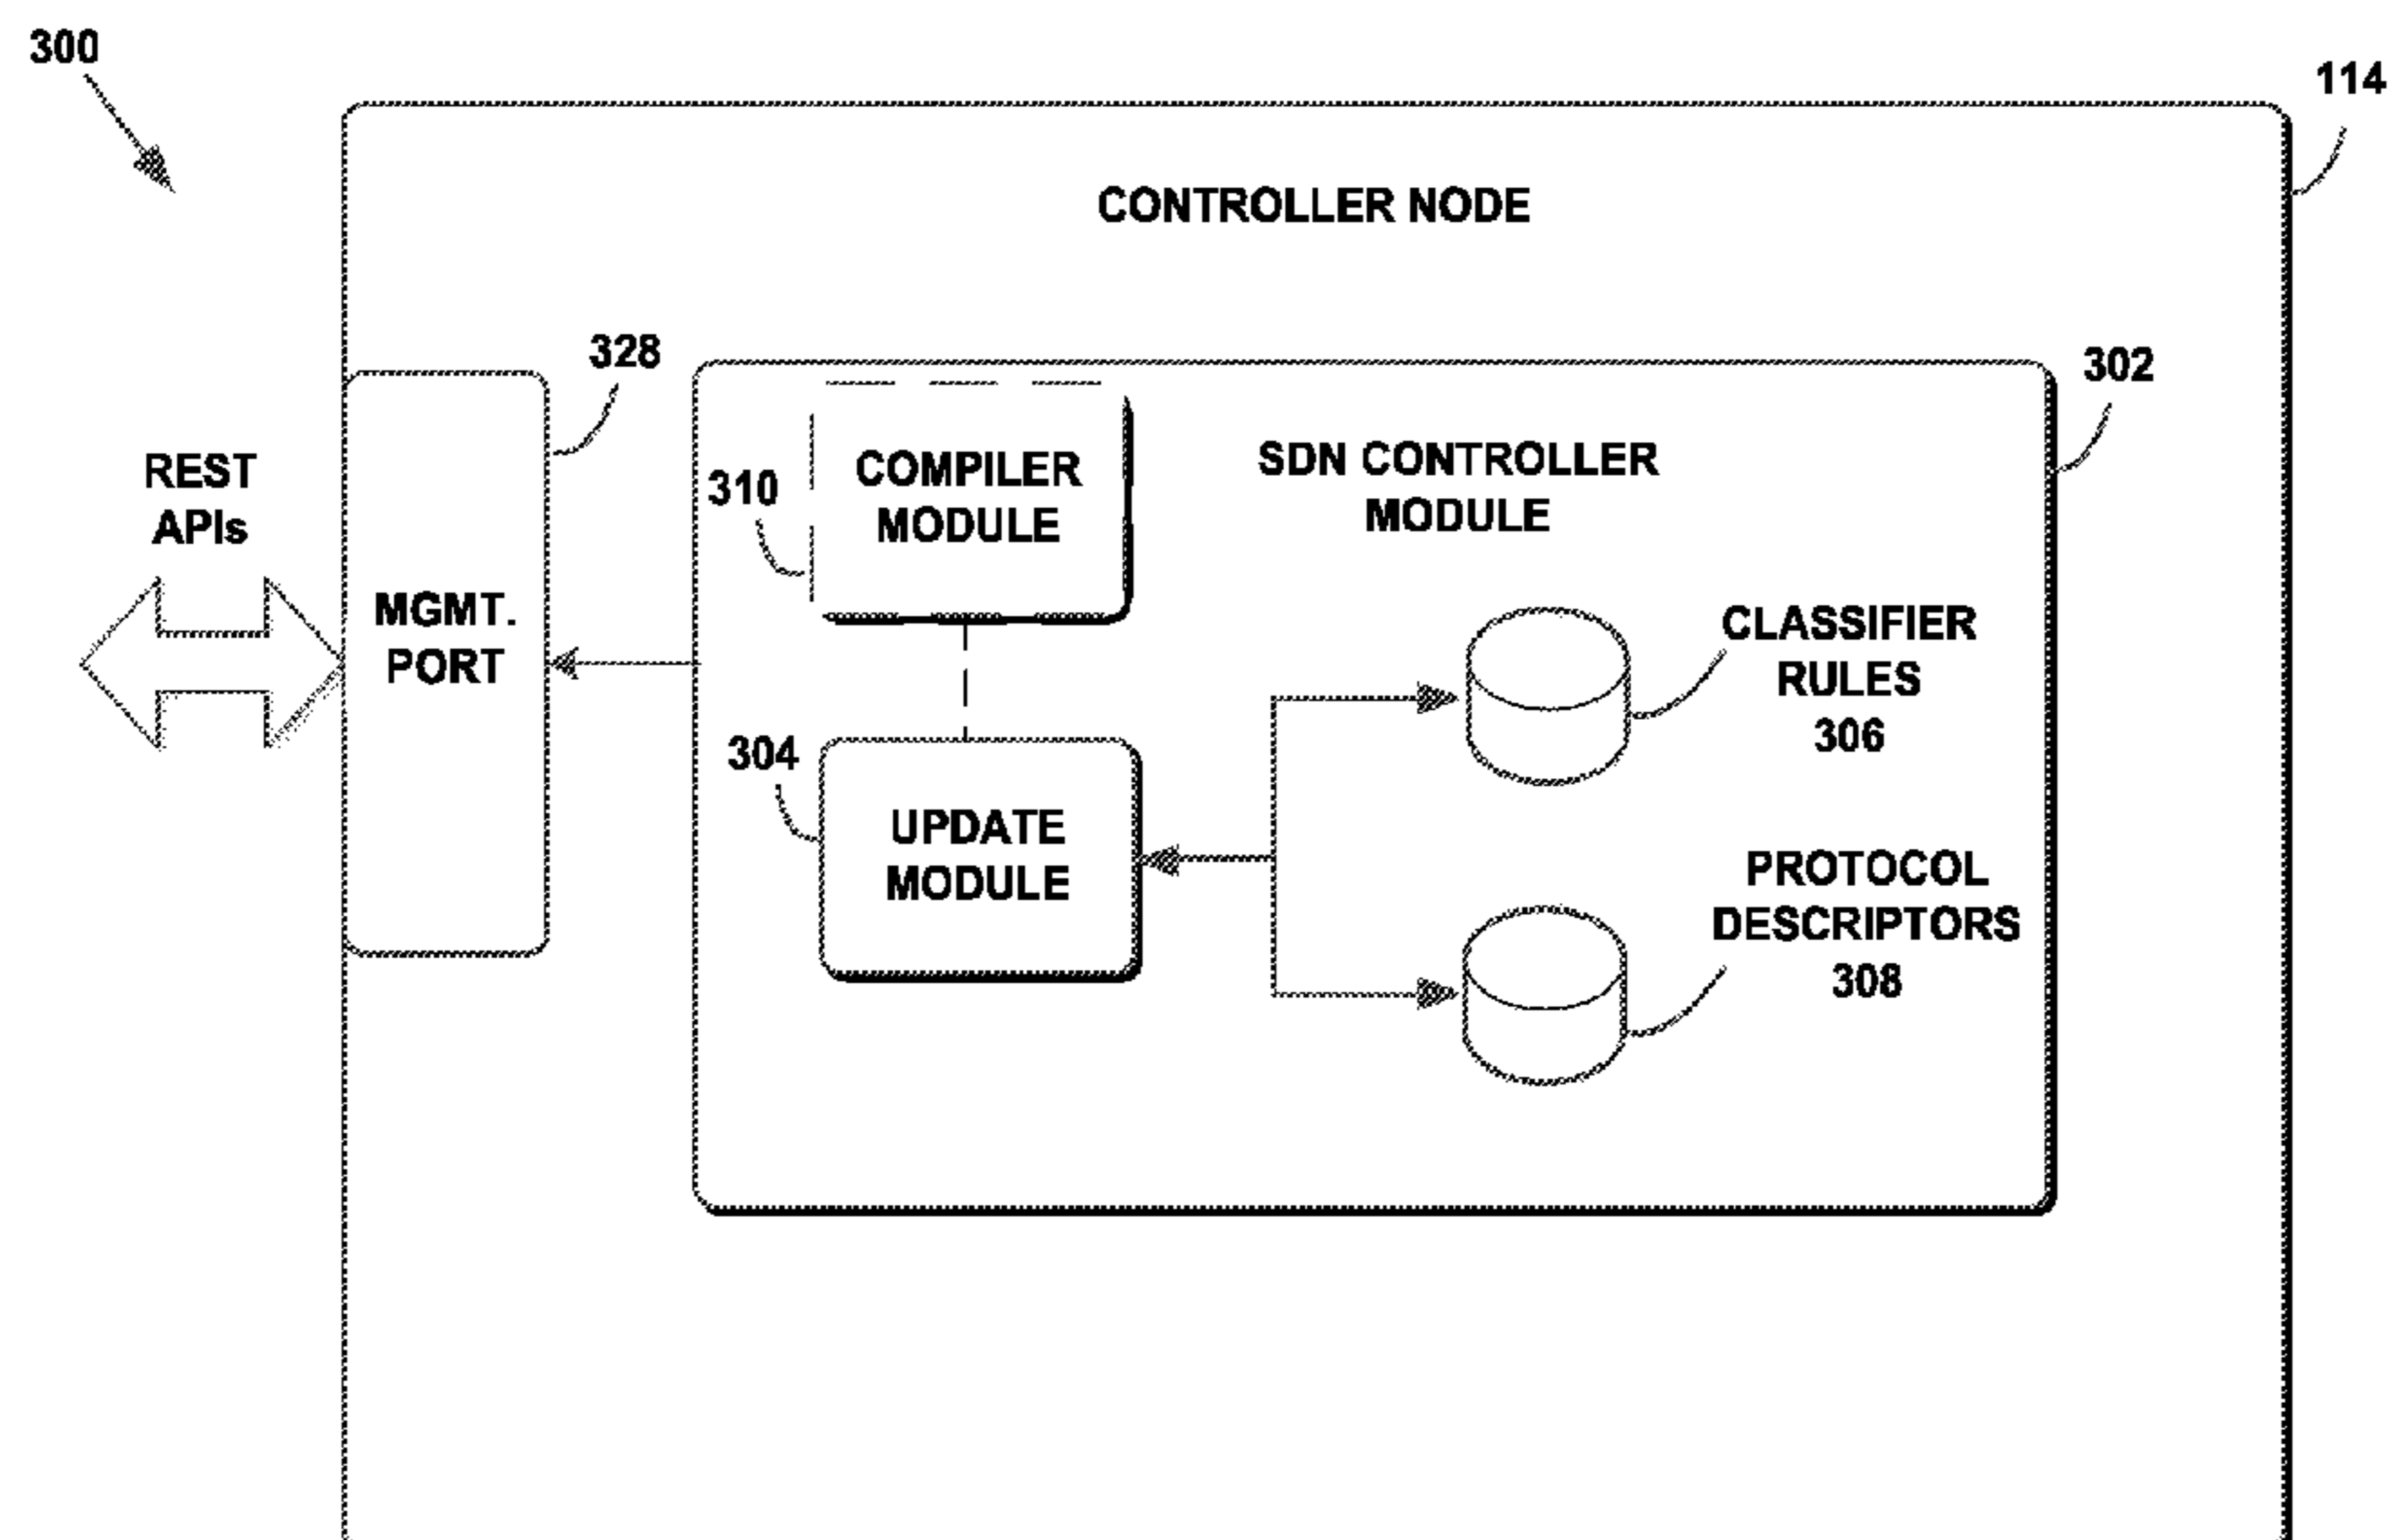 300
114
CONTROLLER NODE
328
302
REST
APIs
MGMT.
PORT
310
COMPILER
MODULE
SDN CONTROLLER
MODULE
CLASSIFIER
RULES
306
304
UPDATE
MODULE
PROTOCOL
DESCRIPTORS
308